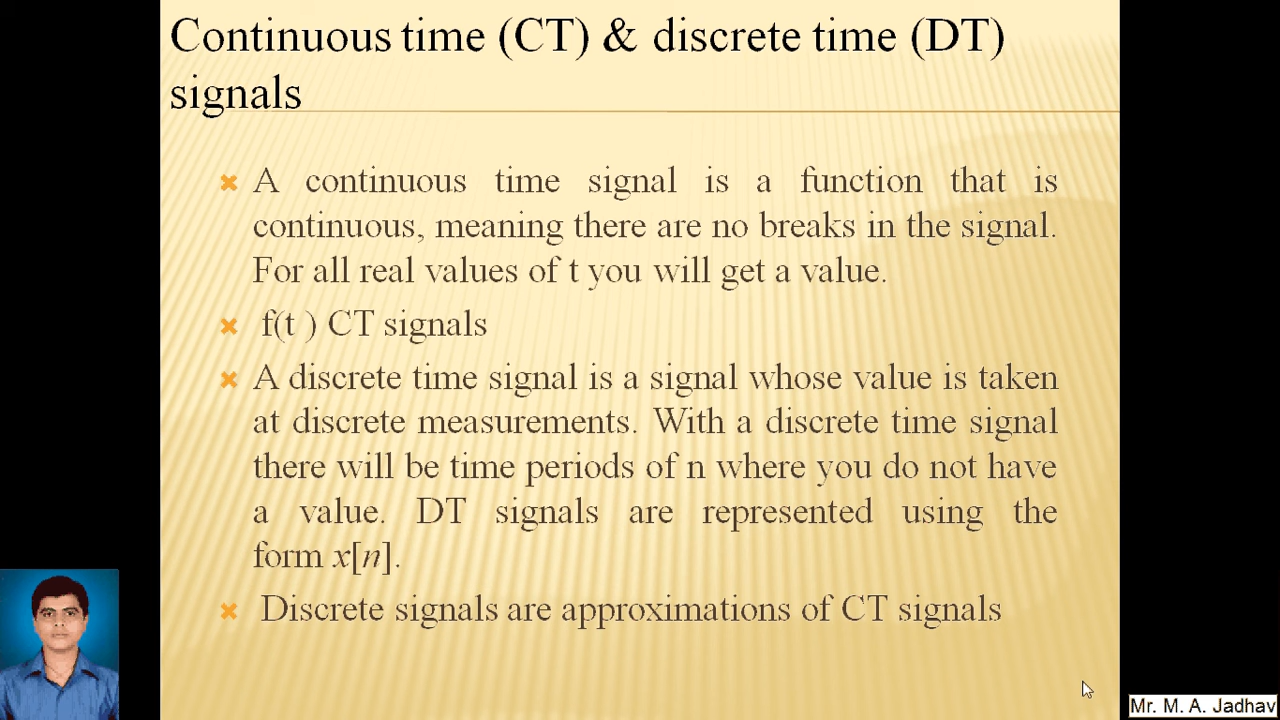 Continuous time (CT) & discrete time (DT)
signals
A continuous time signal is a function that is
continuous, meaning there are no breaks in the signal.
For all real values of t you will get a value.
f(t ) CT signals
A discrete time signal is a signal whose value is taken
at discrete measurements. With a discrete time signal
there will be time periods of n where you do not have
a value. DT signals are represented using the
form x[n].
Discrete signals are approximations of CT signals
Mr. M. A. Jadhav